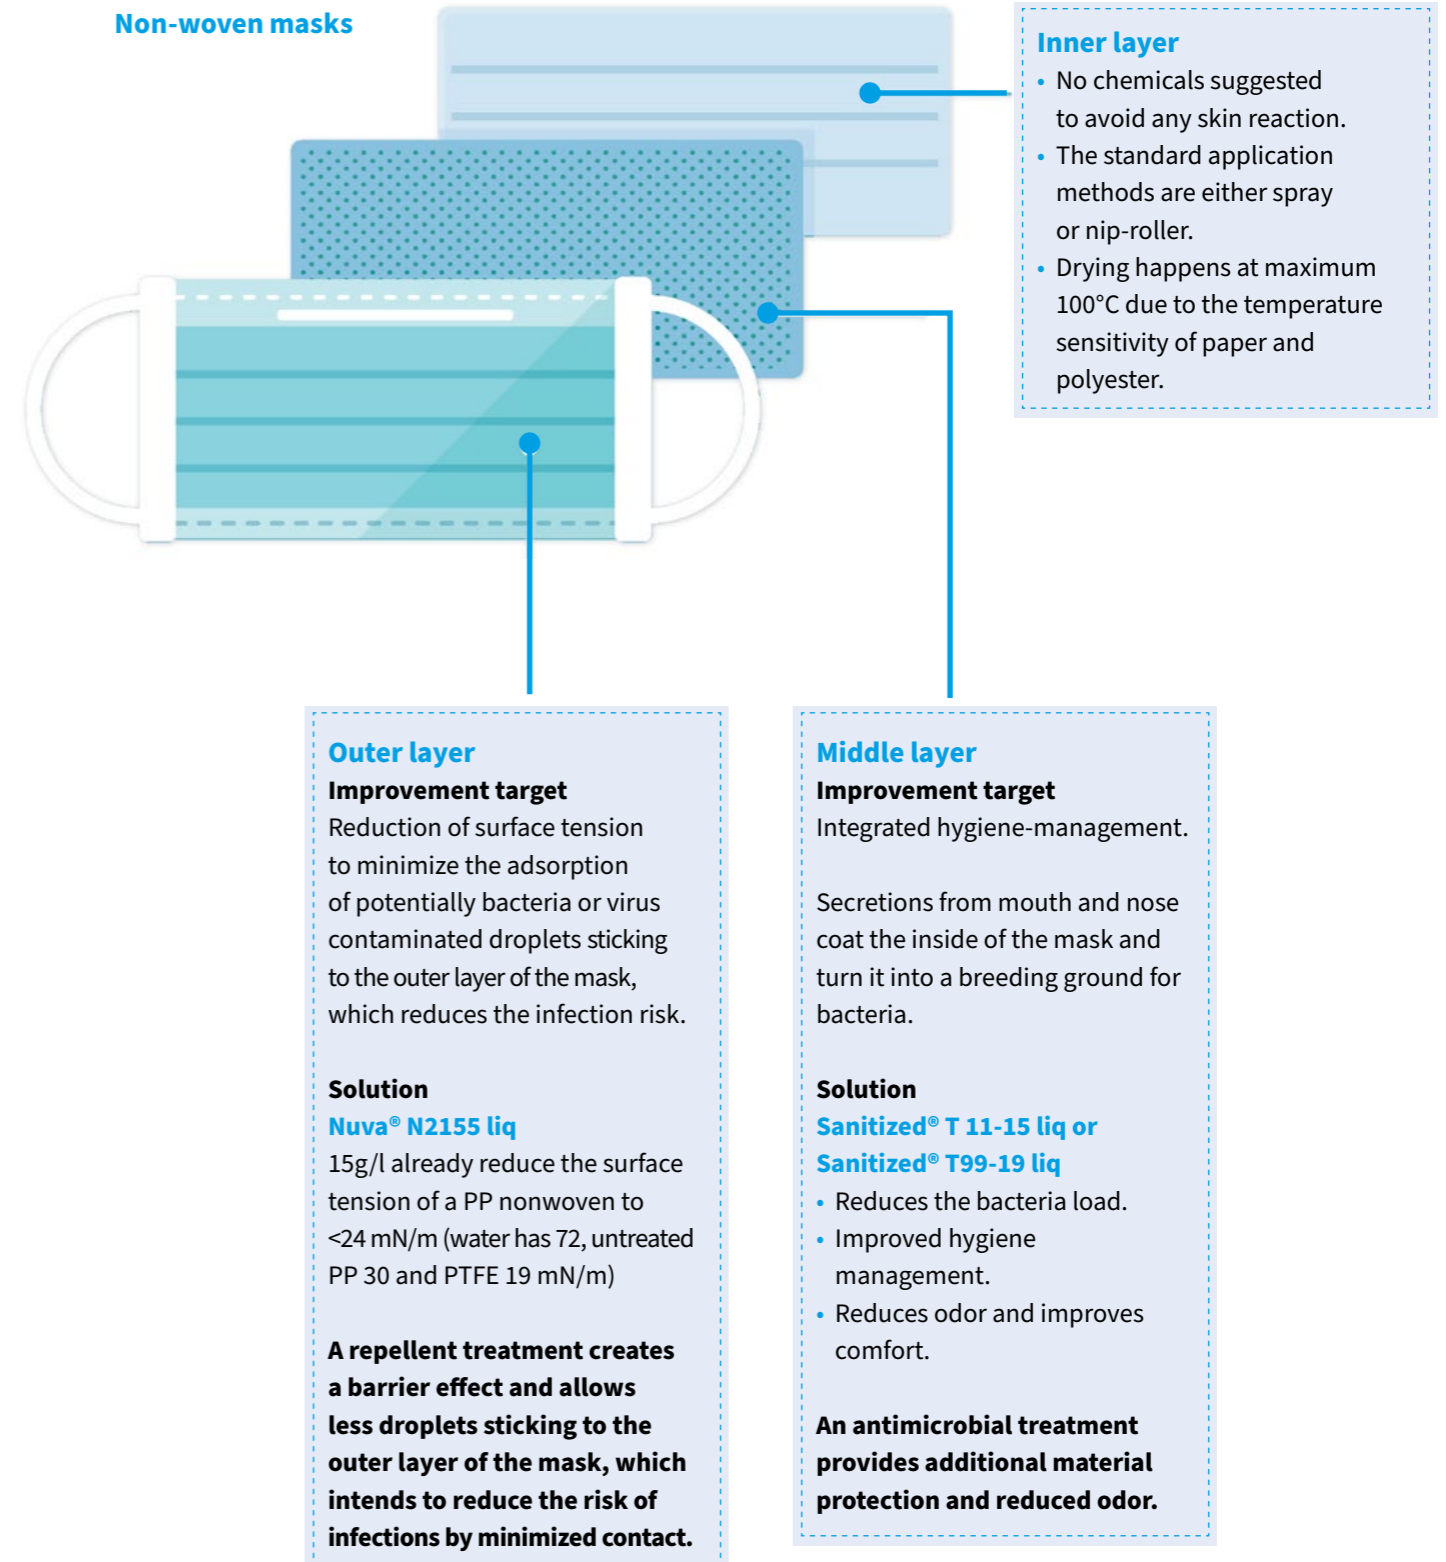 Non-woven masks
Inner layer
• No chemicals suggested
to avoid any skin reaction.
• The standard application
methods are either spray
or nip-roller.
• Drying happens at maximum
100°C due to the temperature
sensitivity of paper and
polyester.
Outer layer
Improvement target
Reduction of surface tension
to minimize the adsorption
of potentially bacteria or virus
contaminated droplets sticking
to the outer layer of the mask,
which reduces the infection risk.
Solution
Nuva® N2155 liq
15g/l already reduce the surface
tension of a PP nonwoven to
<24 mN/m (water has 72, untreated
PP 30 and PTFE 19 mN/m)
A repellent treatment creates
a barrier effect and allows
less droplets sticking to the
outer layer of the mask, which
intends to reduce the risk of
infections by minimized contact.
Middle layer
Improvement target
Integrated hygiene-management.
Secretions from mouth and nose
coat the inside of the mask and
turn it into a breeding ground for
bacteria.
Solution
Sanitized® T 11-15 liq or
Sanitized® T99-19 liq
• Reduces the bacteria load.
• Improved hygiene
management.
• Reduces odor and improves
comfort.
An antimicrobial treatment
provides additional material
protection and reduced odor.